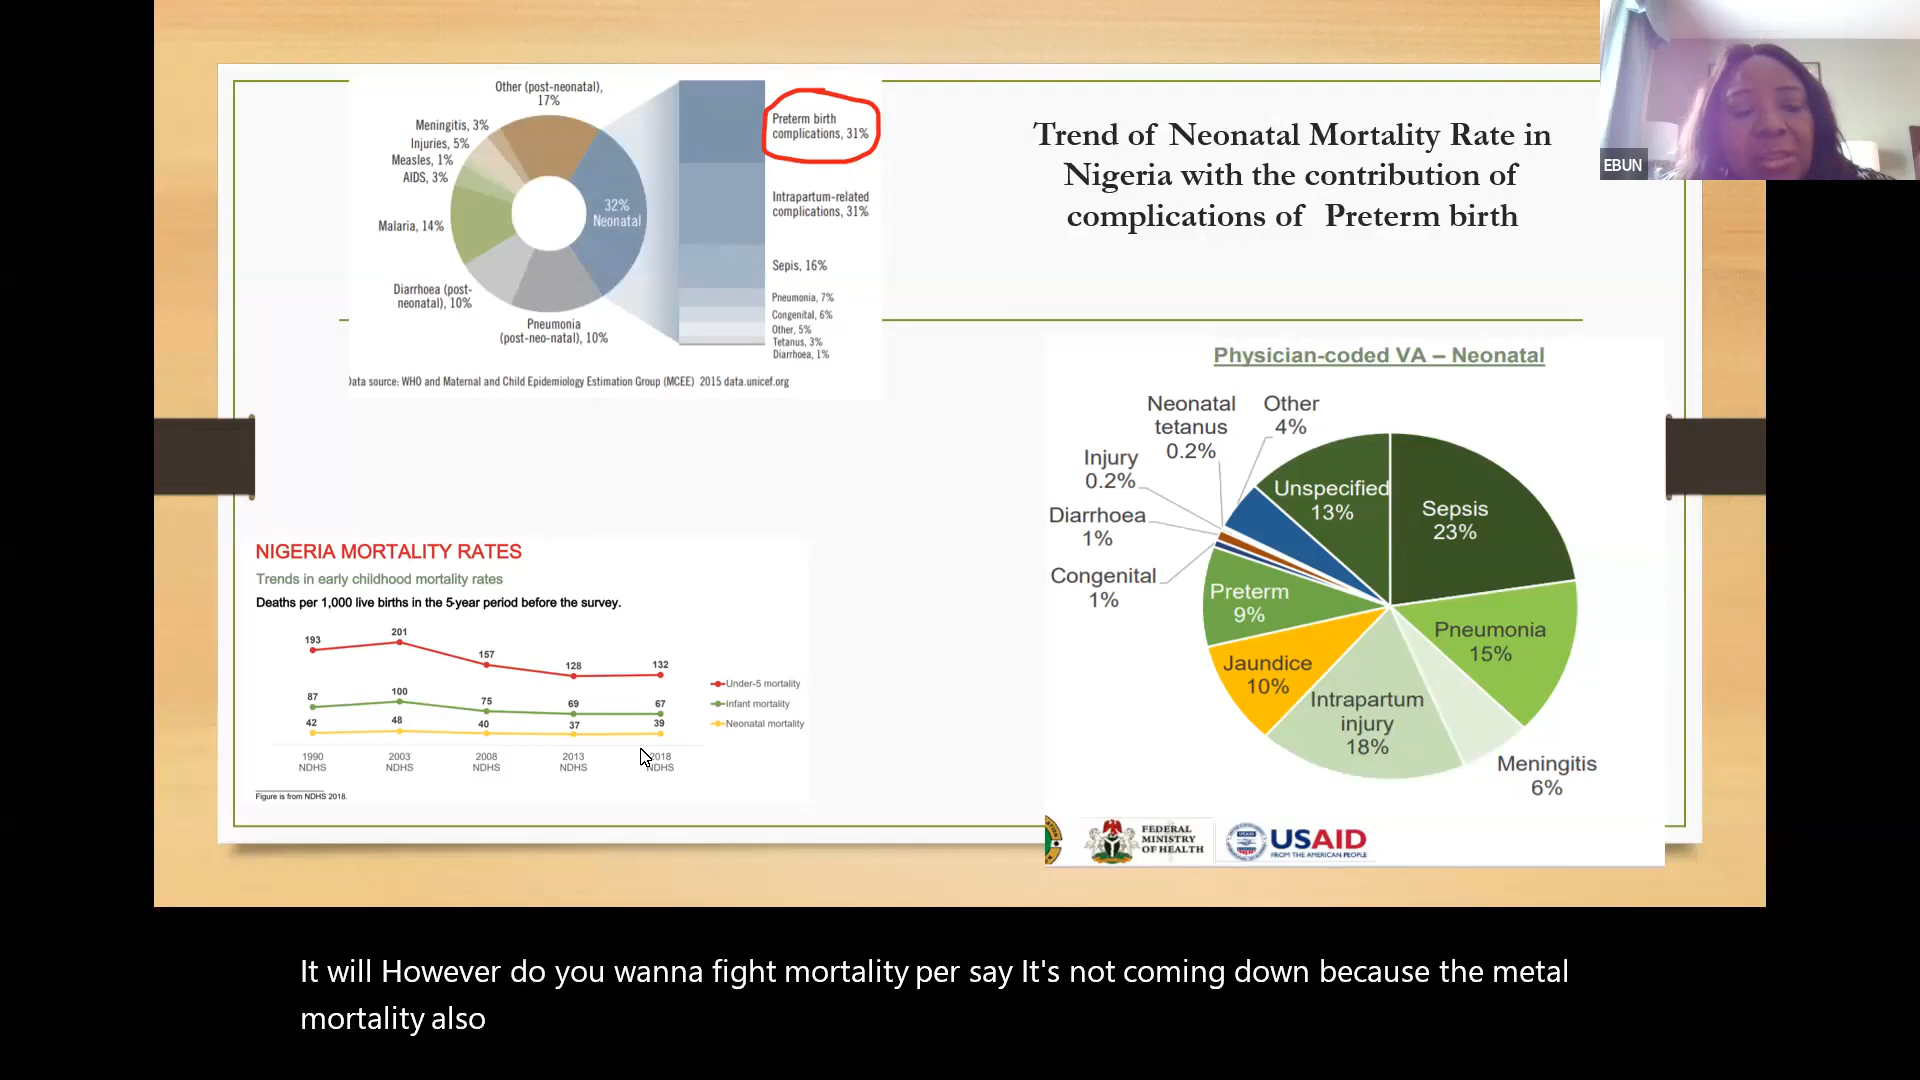 Other (post-neonatal),
17%
Meningitis, 3%
Injuries, 5%
Measles, 1%
AIDS, 3%
Malaria, 14%
Diarrhoea (post-
neonatal), 10%
Pneumonia
(post-neo-natal), 10%
32%
Neonatal
Preterm birth
complications, 31%
Intrapartum-related
complications, 31%
Sepis, 16%
Pneumonia, 7%
Congenital, 6%
Other, 5%
Tetanus, 3%
Diarrhoea, 1%
Data source: WHO and Maternal and Child Epidemiology Estimation Group (MCEE) 2015 data.unicef.org
Trend of Neonatal Mortality Rate in
Nigeria with the contribution of
complications of Preterm birth
EBUN
NIGERIA MORTALITY RATES
Trends in early childhood mortality rates
Deaths per 1,000 live births in the 5-year period before the survey.
193 201 157 128 132
87 100 75 69 67
42 48 40 37 39
1990 2003 2008 2013 2018
NDHS NDHS NDHS NDHS NDHS
Under-5 mortality
Infant mortality
Neonatal mortality
Figure is from NDHS 2018.
Physician-coded VA – Neonatal
Neonatal
tetanus
0.2%
Other
4%
Injury
0.2%
Diarrhoea
1%
Congenital
1%
Unspecified
13%
Sepsis
23%
Preterm
9%
Pneumonia
15%
Jaundice
10%
Intrapartum
injury
18%
Meningitis
6%
FEDERAL
MINISTRY
OF HEALTH
USAID
FROM THE AMERICAN PEOPLE
It will However do you wanna fight mortality per say It's not coming down because the metal
mortality also